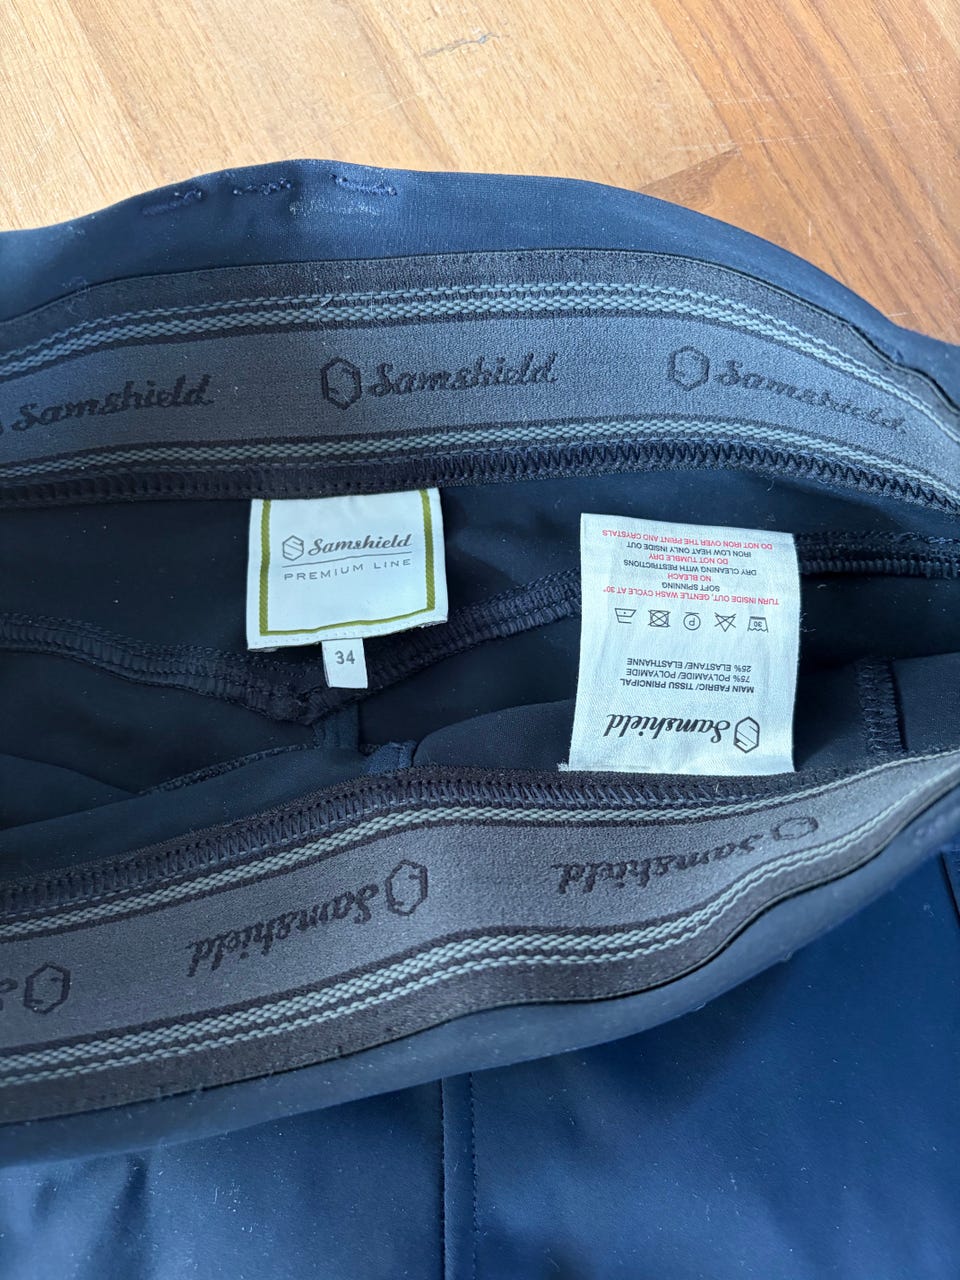 Samshield
Samshield
Samshield
Samshield
PREMIUM LINE
34
Samshield
MAIN FABRIC/ TISSU PRINCIPAL
75% POLYAMIDE/ POLYAMIDE
25% ELASTANE/ ELASTHANNE
30
P
TURN INSIDE OUT, GENTLE WASH CYCLE AT 30°
SOFT SPINNING
NO BLEACH
DRY CLEANING WITH RESTRICTIONS
DO NOT TUMBLE DRY
IRON LOW HEAT ONLY INSIDE OUT
DO NOT IRON OVER THE PRINT AND CRYSTALS
Samshield
Samshield